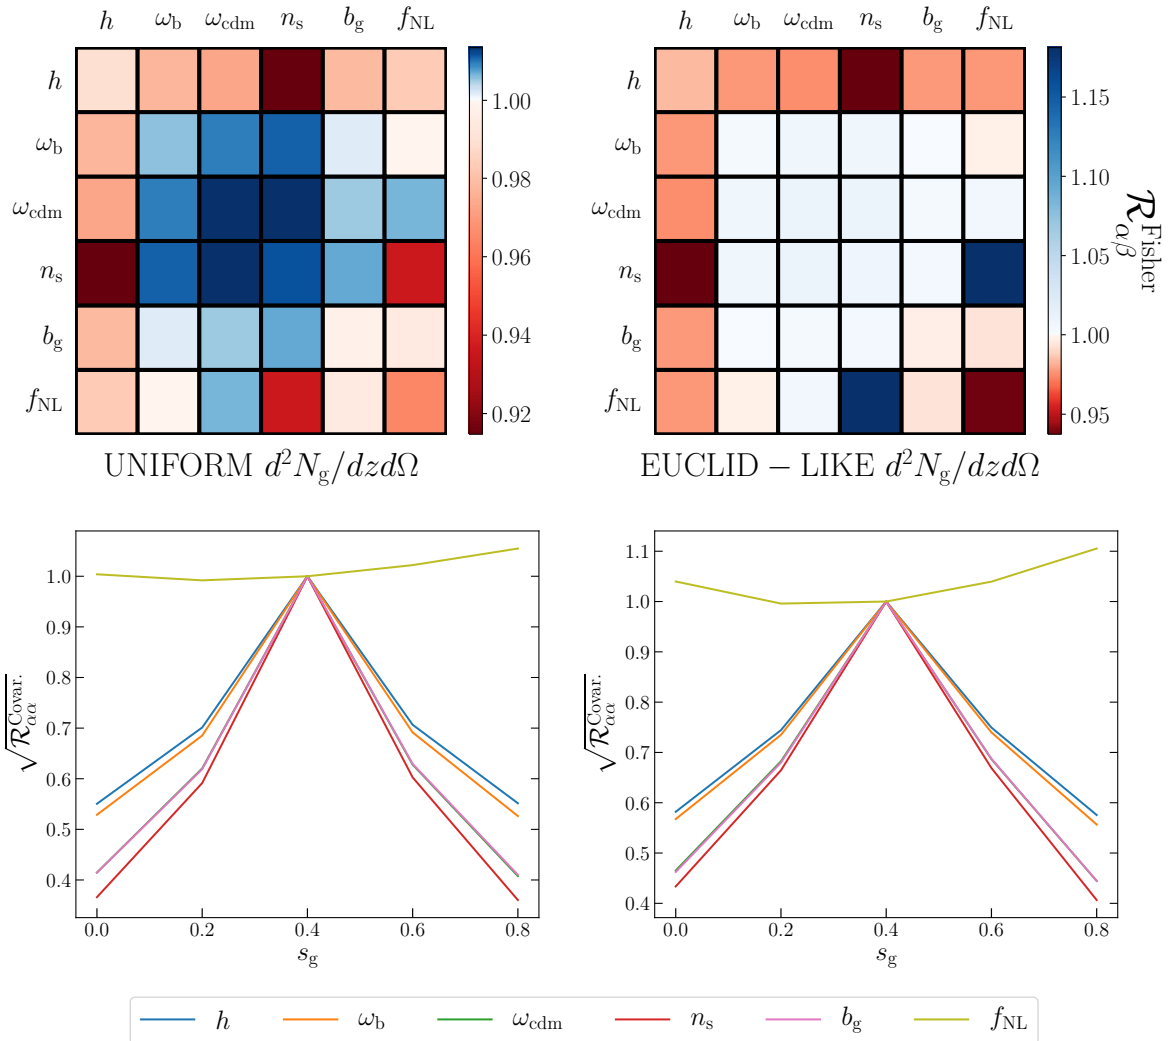 h ω_b ω_cdm n_s b_g f_NL
h ω_b ω_cdm n_s b_g f_NL
h
ω_b
ω_cdm
n_s
b_g
f_NL
1.00
0.98
0.96
0.94
0.92
UNIFORM d²N_g/dzdΩ
h
ω_b
ω_cdm
n_s
b_g
f_NL
1.15
1.10
1.05
1.00
0.95
ℛ^Fisher_αβ
EUCLID − LIKE d²N_g/dzdΩ
√ℛ^Covar._αα
1.0
0.9
0.8
0.7
0.6
0.5
0.4
0.0 0.2 0.4 0.6 0.8
s_g
√ℛ^Covar._αα
1.1
1.0
0.9
0.8
0.7
0.6
0.5
0.4
0.0 0.2 0.4 0.6 0.8
s_g
h ω_b ω_cdm n_s b_g f_NL